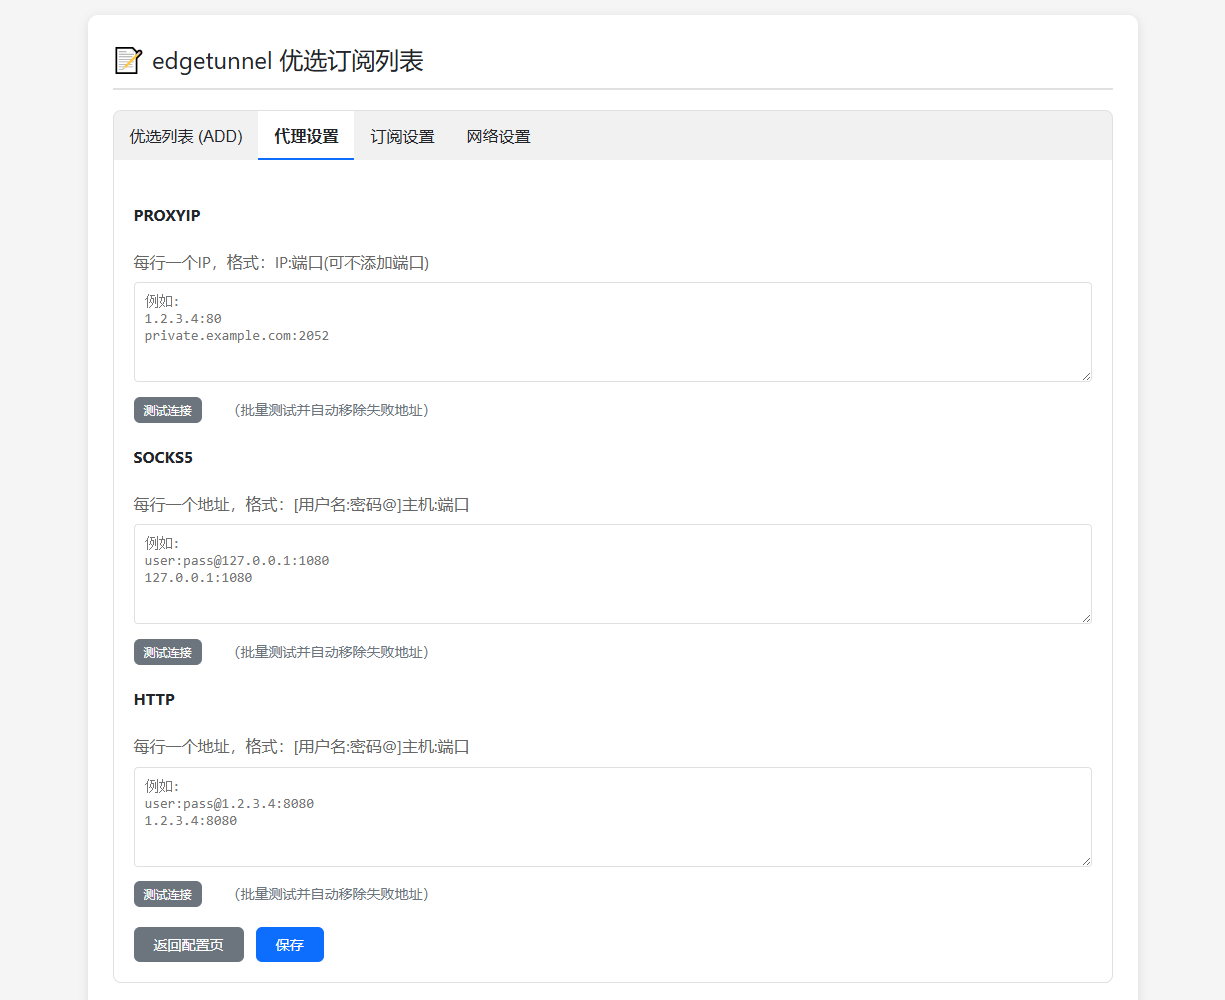 edgetunnel 优选订阅列表
优选列表 (ADD) 代理设置 订阅设置 网络设置
PROXYIP
每行一个IP，格式：IP:端口(可不添加端口)
例如:
1.2.3.4:80
private.example.com:2052
测试连接 （批量测试并自动移除失败地址）
SOCKS5
每行一个地址，格式：[用户名:密码@]主机:端口
例如:
user:pass@127.0.0.1:1080
127.0.0.1:1080
测试连接 （批量测试并自动移除失败地址）
HTTP
每行一个地址，格式：[用户名:密码@]主机:端口
例如:
user:pass@1.2.3.4:8080
1.2.3.4:8080
测试连接 （批量测试并自动移除失败地址）
返回配置页 保存